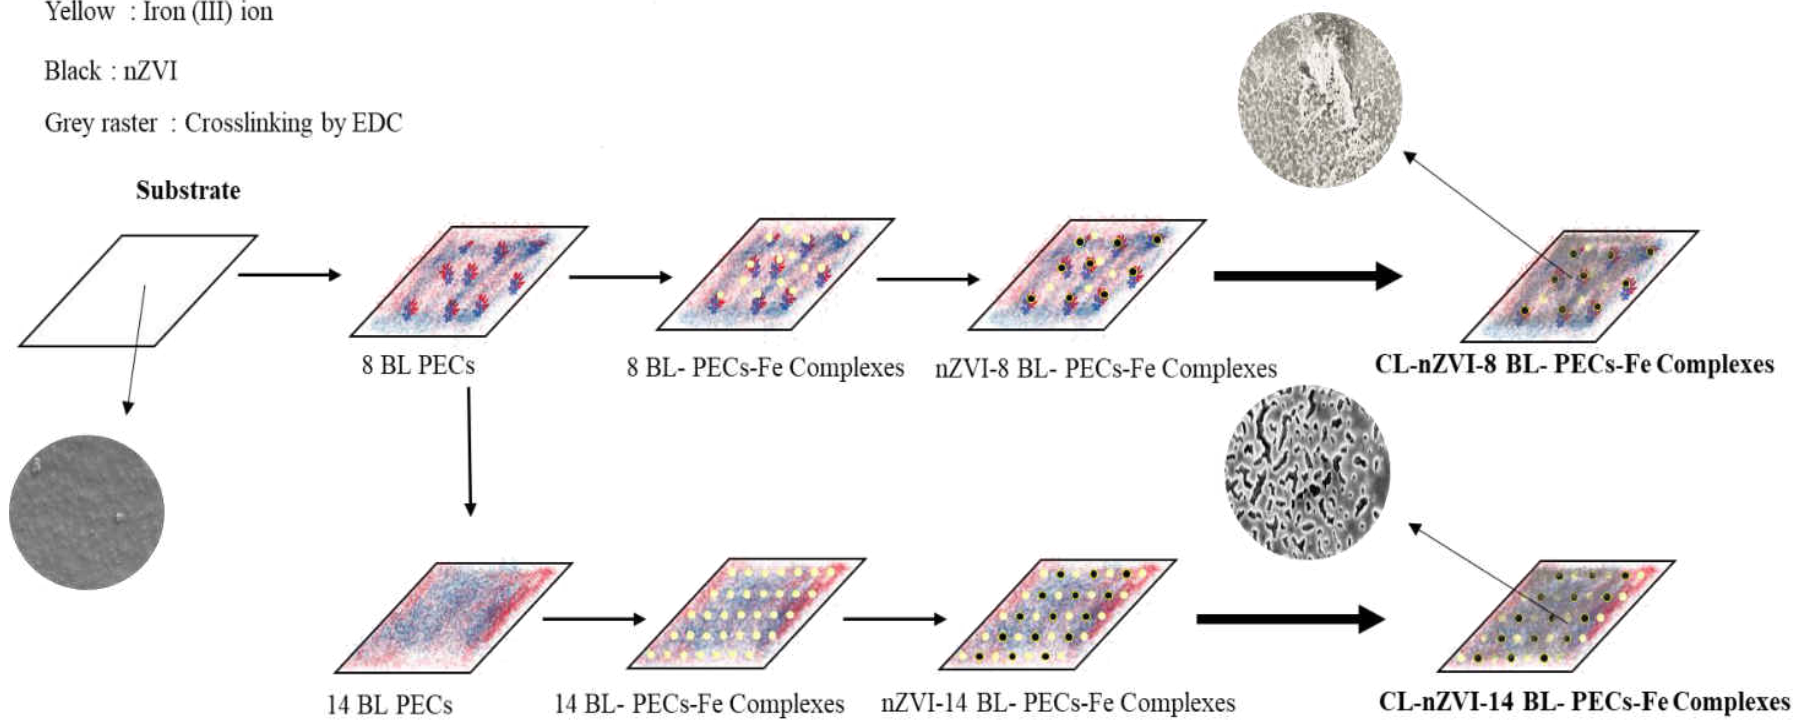 Yellow : Iron (III) ion
Black : nZVI
Grey raster : Crosslinking by EDC
Substrate
8 BL PECs
8 BL- PECs-Fe Complexes
nZVI-8 BL- PECs-Fe Complexes
CL-nZVI-8 BL- PECs-Fe Complexes
14 BL PECs
14 BL- PECs-Fe Complexes
nZVI-14 BL- PECs-Fe Complexes
CL-nZVI-14 BL- PECs-Fe Complexes